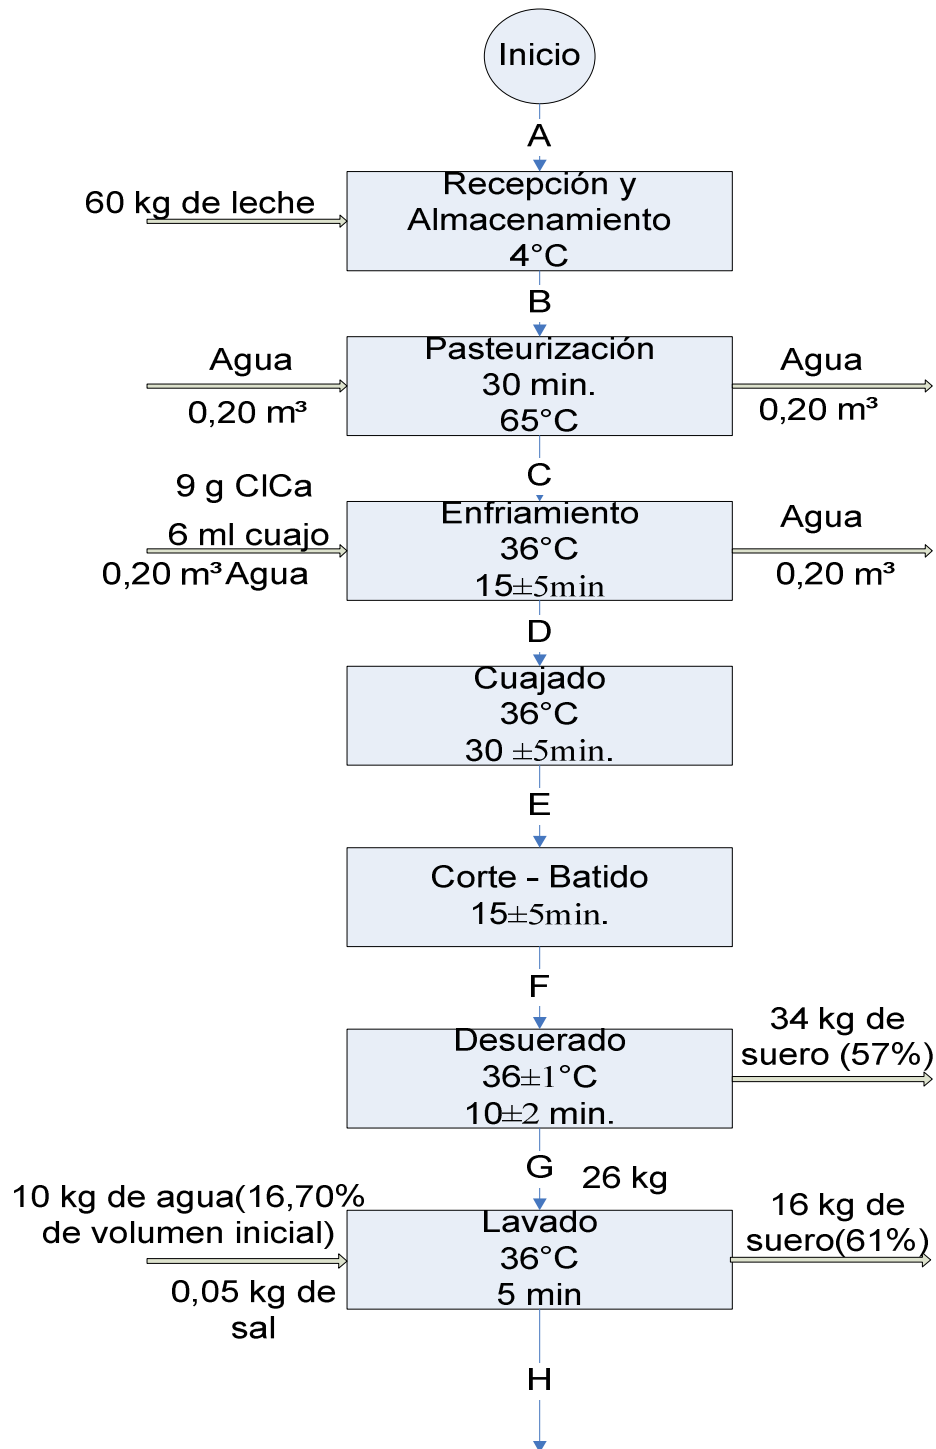 Inicio
A
60 kg de leche
Recepción y
Almacenamiento
4°C
B
Agua
0,20 m³
Pasteurización
30 min.
65°C
Agua
0,20 m³
C
9 g ClCa
6 ml cuajo
0,20 m³ Agua
Enfriamiento
36°C
15±5min
Agua
0,20 m³
D
Cuajado
36°C
30 ±5min.
E
Corte - Batido
15±5min.
F
Desuerado
36±1°C
10±2 min.
34 kg de
suero (57%)
G
26 kg
10 kg de agua(16,70%
de volumen inicial)
0,05 kg de
sal
Lavado
36°C
5 min
16 kg de
suero(61%)
H